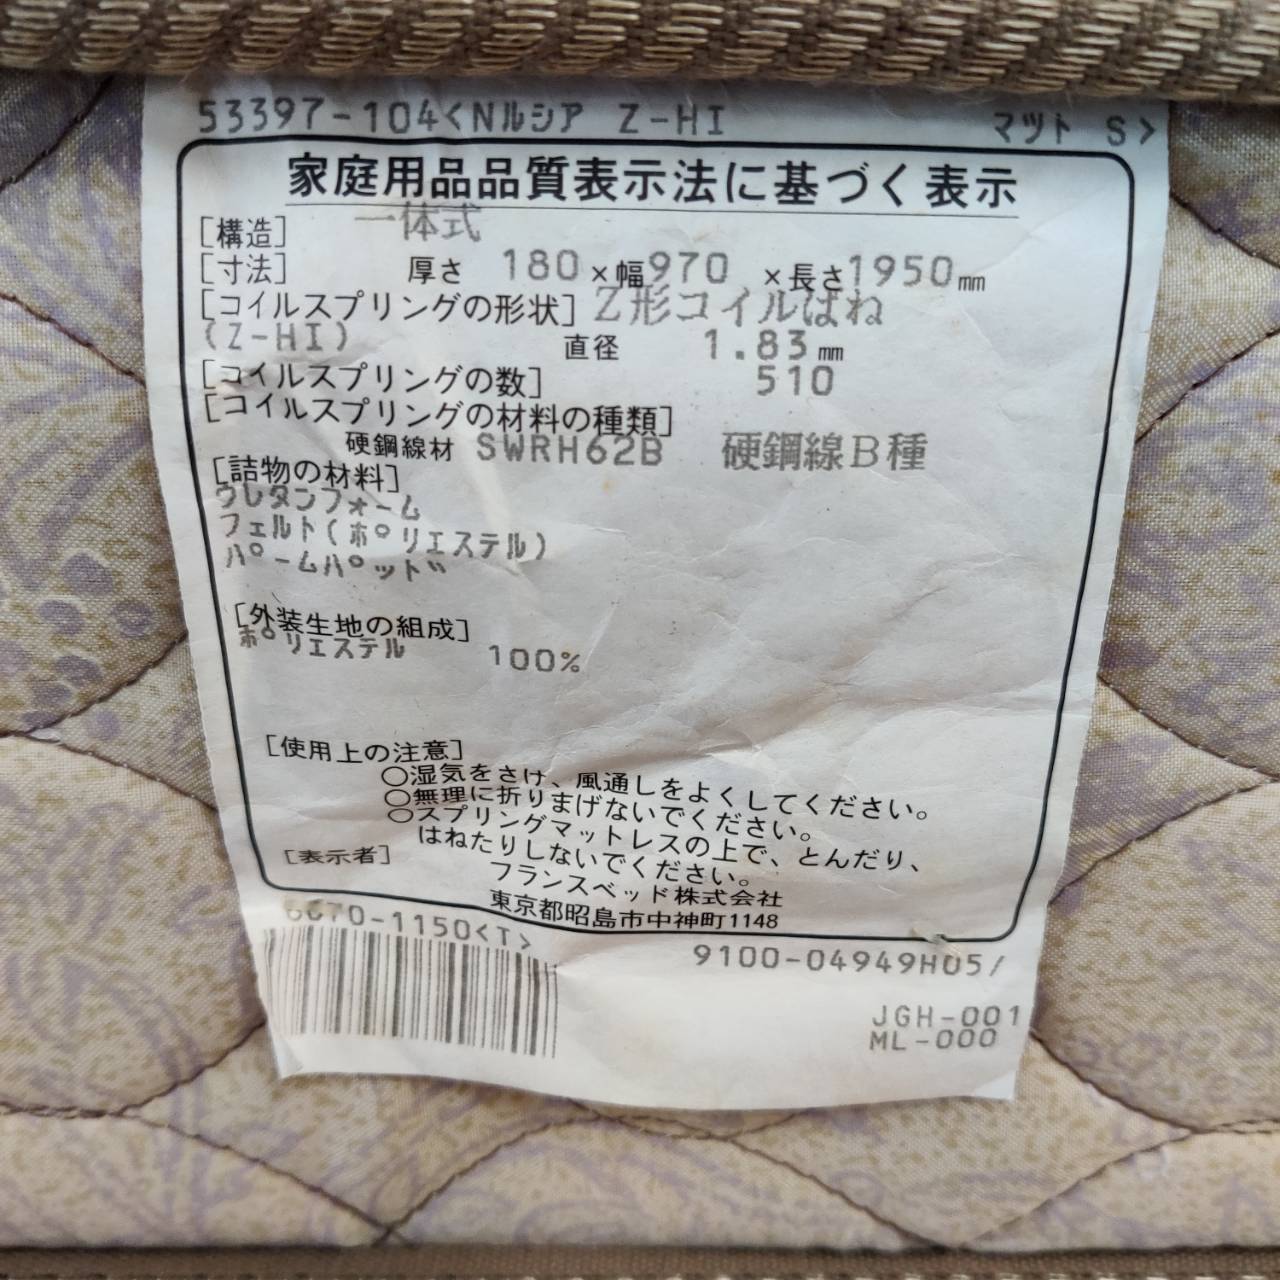 53397-104<Nルシア Z-HI マツト S>
家庭用品品質表示法に基づく表示
[構造] 一体式
[寸法] 厚さ 180×幅970 ×長さ1950mm
[コイルスプリングの形状] Z形コイルばね
(Z-HI) 直径 1.83mm
[コイルスプリングの数] 510
[コイルスプリングの材料の種類]
硬鋼線材 SWRH62B 硬鋼線B種
[詰物の材料]
ウレタンフォーム
フェルト(ポリエステル)
パームパッド
[外装生地の組成]
ポリエステル 100%
[使用上の注意]
○湿気をさけ、風通しをよくしてください。
○無理に折りまげないでください。
○スプリングマットレスの上で、とんだり、
はねたりしないでください。
[表示者]
フランスベッド株式会社
東京都昭島市中神町1148
-1150<T>
9100-04949H05/
JGH-001
ML-000